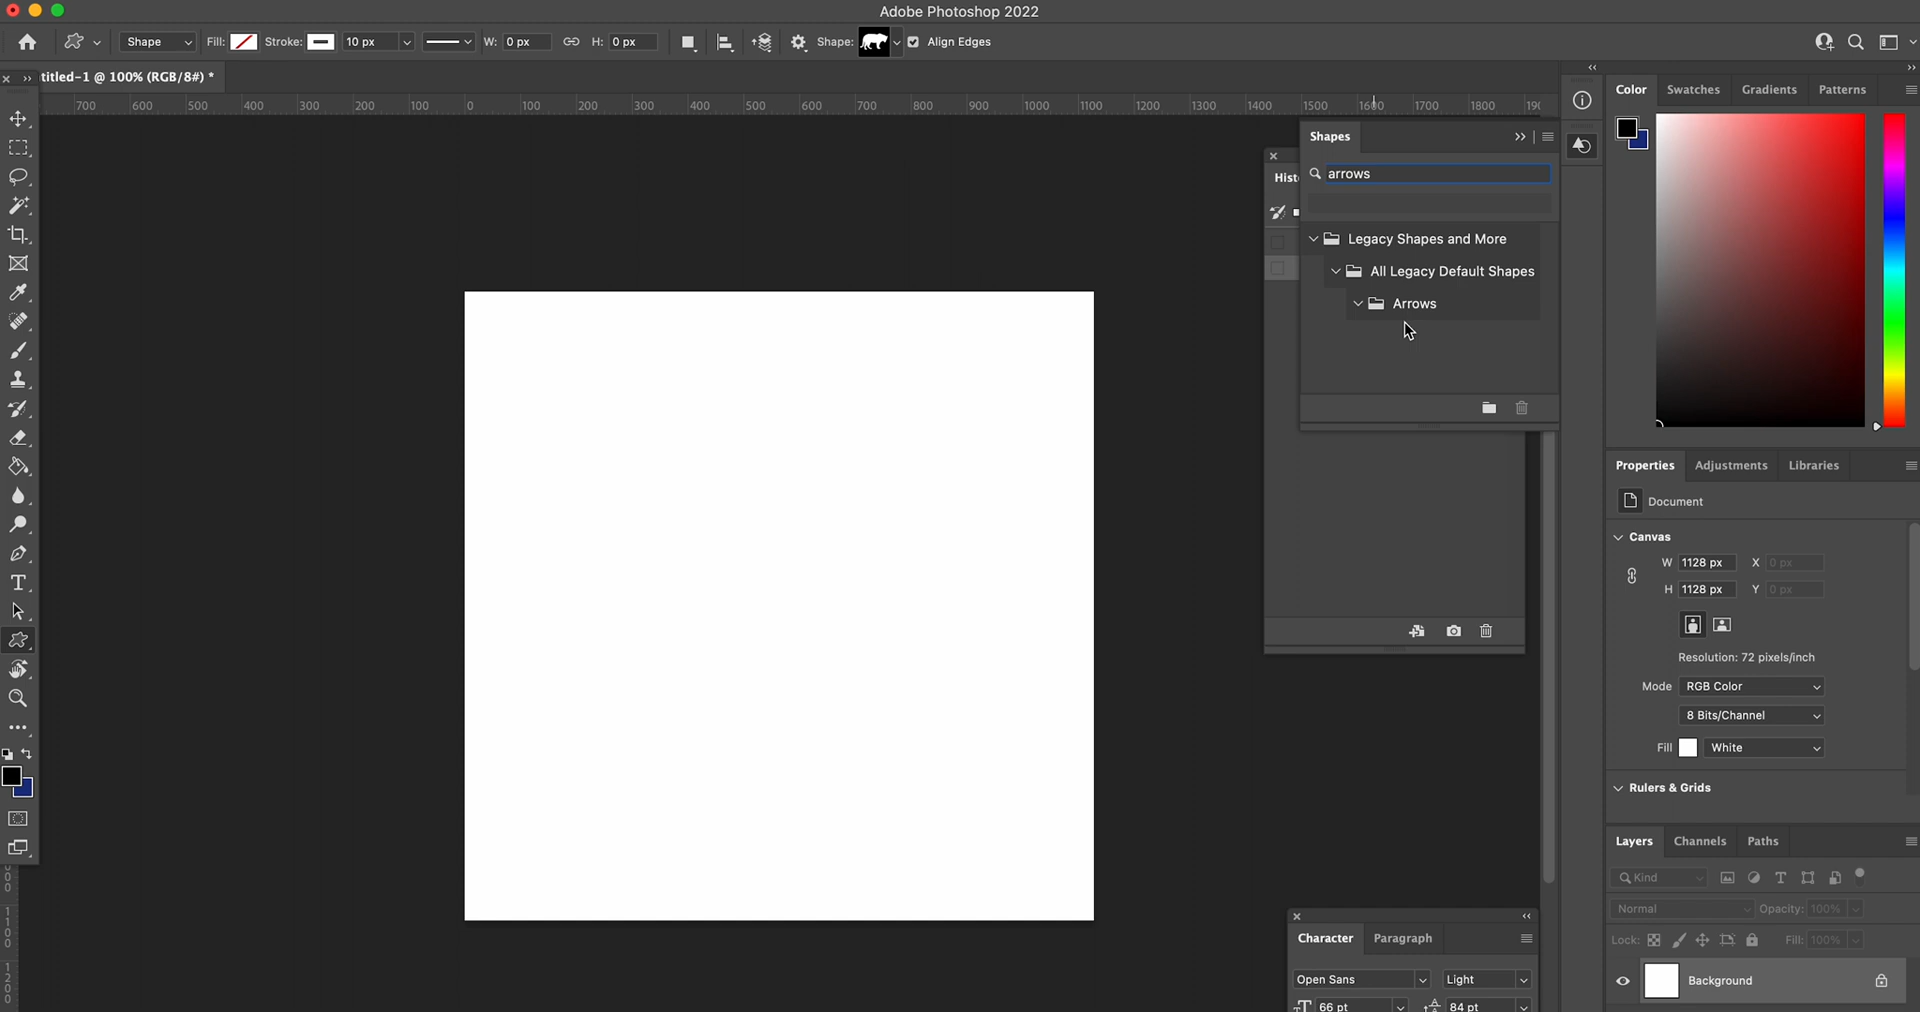 Adobe Photoshop 2022
Shape Fill: Stroke: 10 px W: 0 px H: 0 px Shape: Align Edges
titled-1 @ 100% (RGB/8#) *
700 600 500 400 300 200 100 0 100 200 300 400 500 600 700 800 900 1000 1100 1200 1300 1400 1500 1600 1700 1800
Color Swatches Gradients Patterns
Shapes
arrows
Hist
Legacy Shapes and More
All Legacy Default Shapes
Arrows
Properties Adjustments Libraries
Document
Canvas
W 1128 px X 0 px
H 1128 px Y 0 px
Resolution: 72 pixels/inch
Mode RGB Color
8 Bits/Channel
Fill White
Rulers & Grids
Layers Channels Paths
Kind
Normal Opacity: 100%
Lock: Fill: 100%
Background
Character Paragraph
Open Sans Light
66 pt 84 pt
T